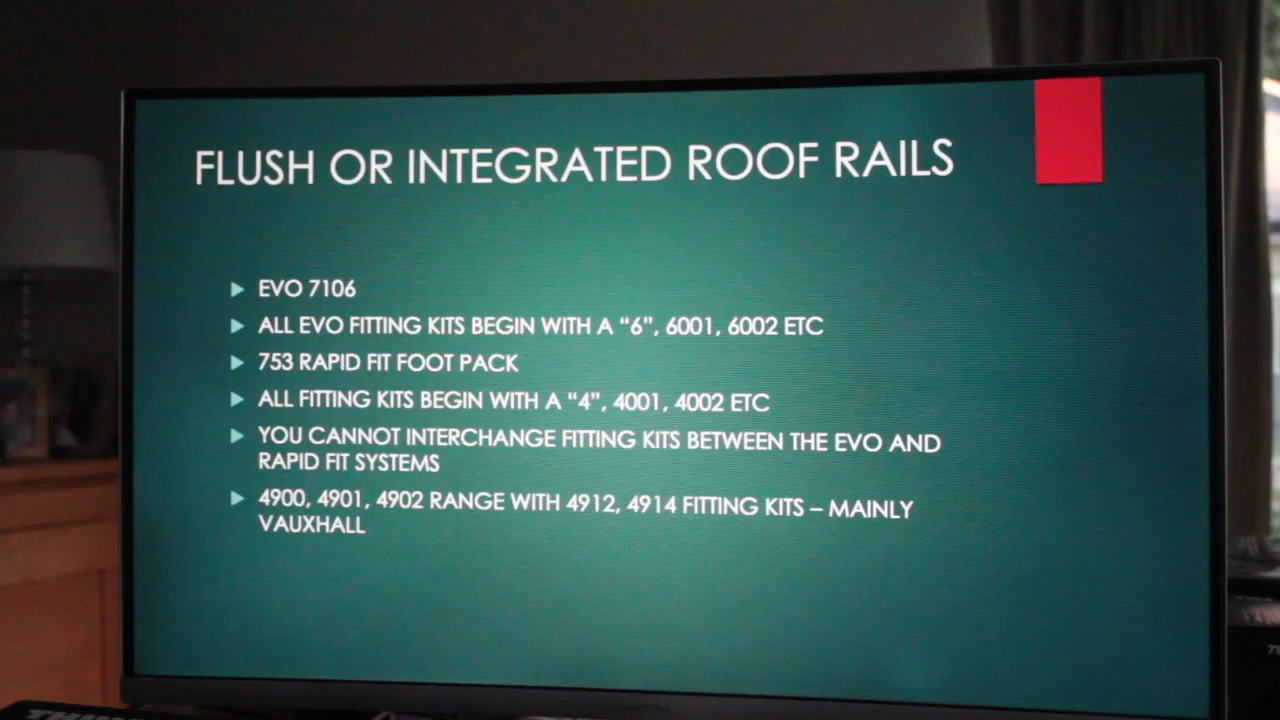 FLUSH OR INTEGRATED ROOF RAILS
EVO 7106
ALL EVO FITTING KITS BEGIN WITH A “6”, 6001, 6002 ETC
753 RAPID FIT FOOT PACK
ALL FITTING KITS BEGIN WITH A “4”, 4001, 4002 ETC
YOU CANNOT INTERCHANGE FITTING KITS BETWEEN THE EVO AND
RAPID FIT SYSTEMS
4900, 4901, 4902 RANGE WITH 4912, 4914 FITTING KITS – MAINLY
VAUXHALL